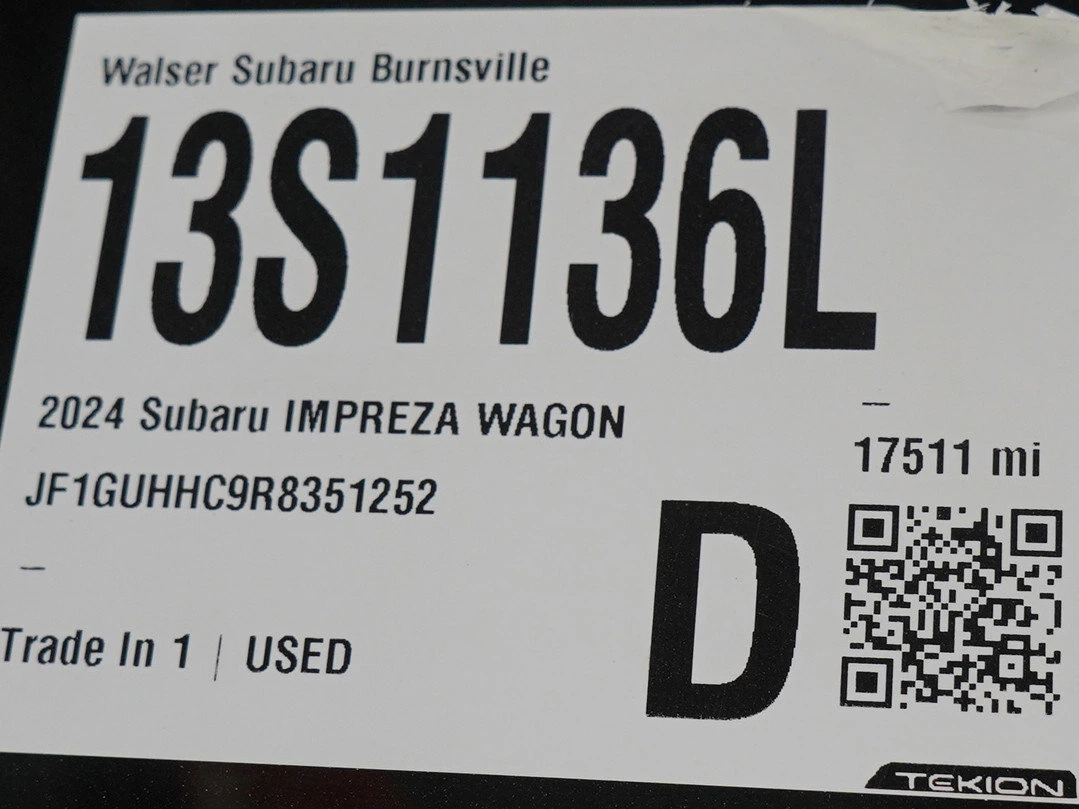 Walser Subaru Burnsville
13S1136L
2024 Subaru IMPREZA WAGON
–
17511 mi
JF1GUHHC9R8351252
D
–
Trade In 1 | USED
TEKION